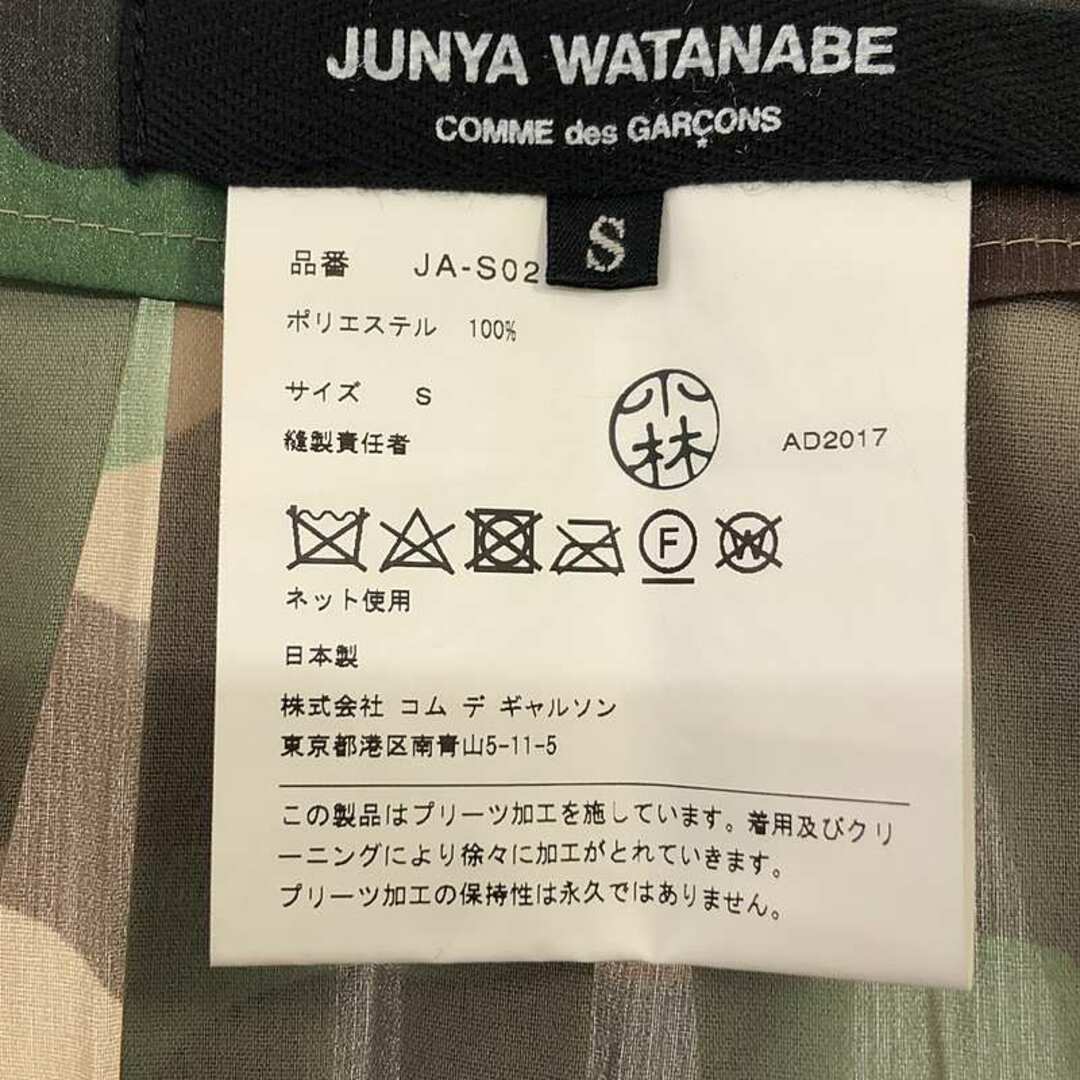 JUNYA WATANABE
COMME des GARÇONS
S
品番 JA-S02
ポリエステル 100%
サイズ S
縫製責任者
小林
AD2017
F
W
ネット使用
日本製
株式会社 コム デ ギャルソン
東京都港区南青山5-11-5
この製品はプリーツ加工を施しています。着用及びクリ
ーニングにより徐々に加工がとれていきます。
プリーツ加工の保持性は永久ではありません。